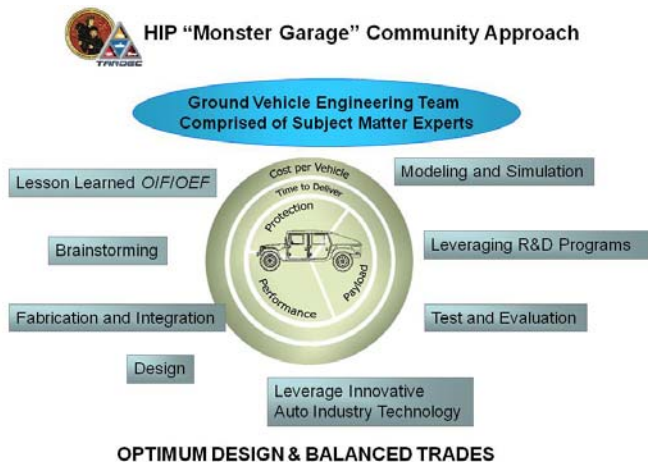 TARDEC
HIP “Monster Garage” Community Approach
Ground Vehicle Engineering Team
Comprised of Subject Matter Experts
Lesson Learned OIF/OEF
Brainstorming
Fabrication and Integration
Design
Cost per Vehicle
Time to Deliver
Protection
Payload
Performance
Modeling and Simulation
Leveraging R&D Programs
Test and Evaluation
Leverage Innovative
Auto Industry Technology
OPTIMUM DESIGN & BALANCED TRADES